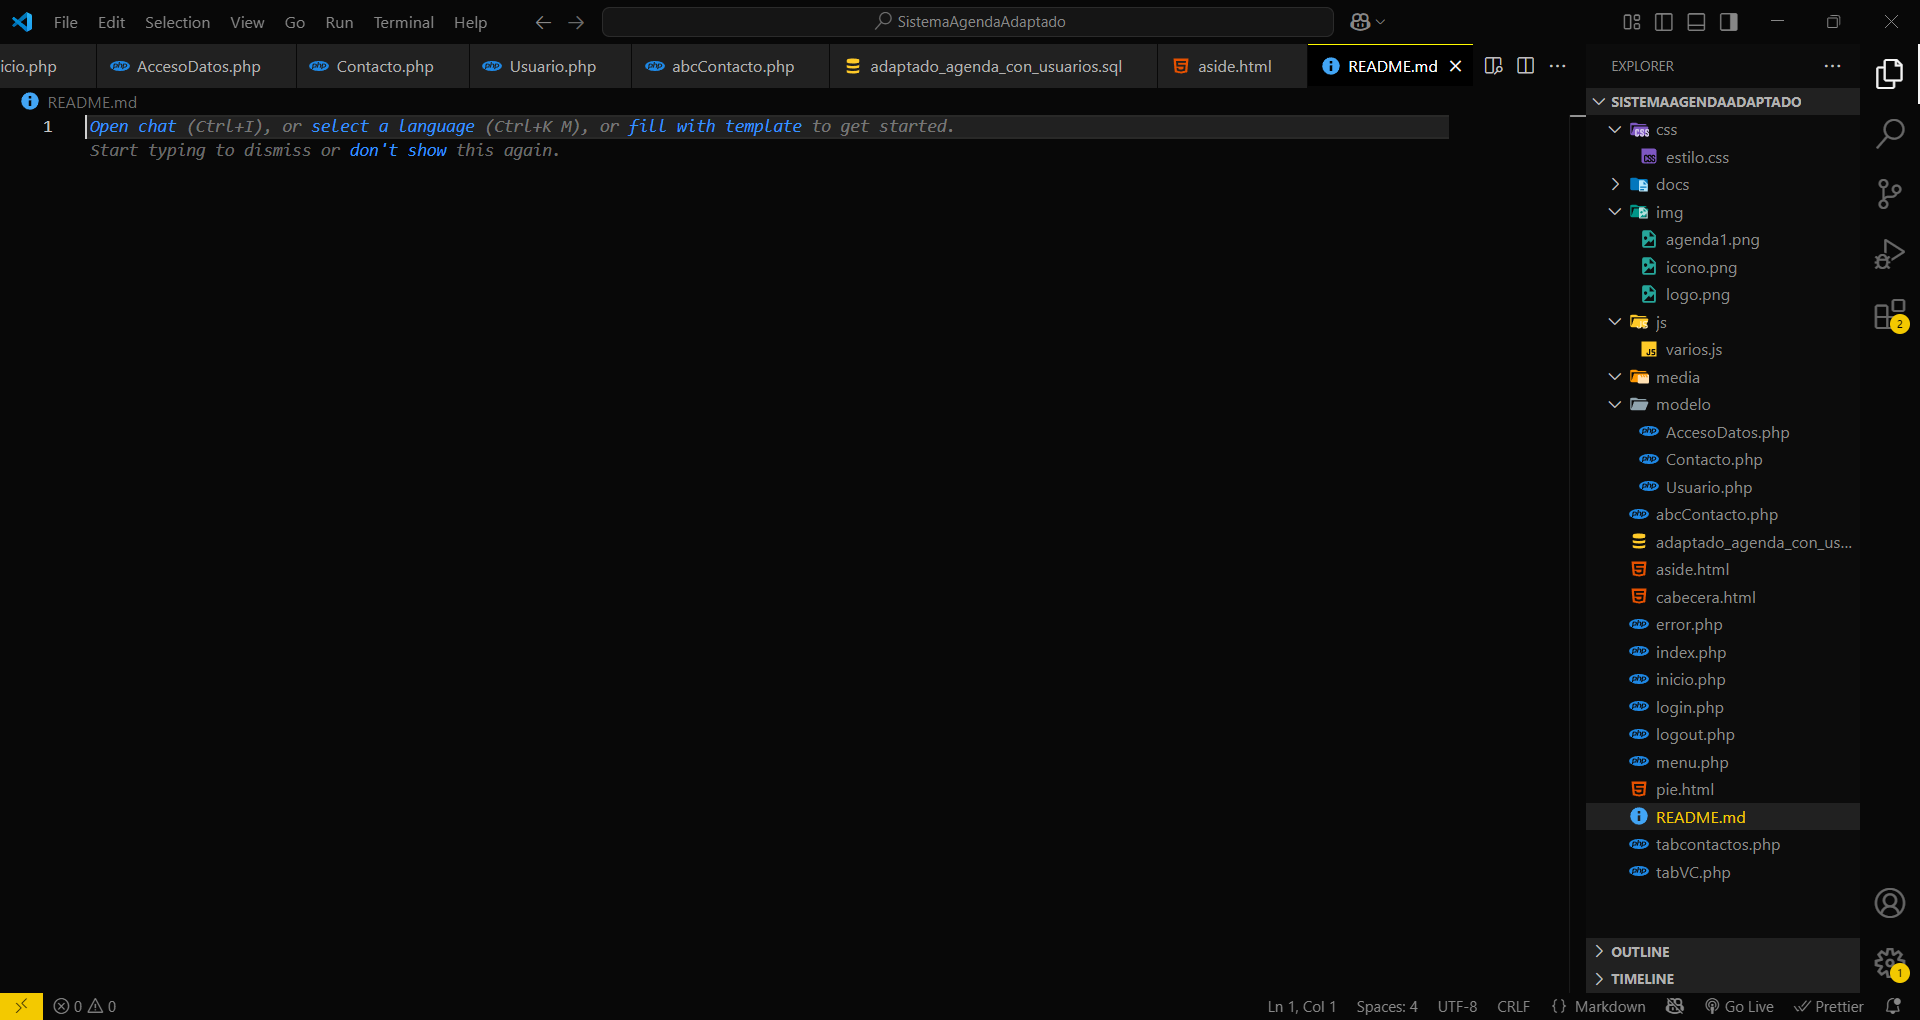 File Edit Selection View Go Run Terminal Help
SistemaAgendaAdaptado
icio.php
AccesoDatos.php
Contacto.php
Usuario.php
abcContacto.php
adaptado_agenda_con_usuarios.sql
aside.html
README.md
README.md
1
Open chat (Ctrl+I), or select a language (Ctrl+K M), or fill with template to get started.
Start typing to dismiss or don't show this again.
EXPLORER
SISTEMAAGENDAADAPTADO
css
estilo.css
docs
img
agenda1.png
icono.png
logo.png
js
varios.js
media
modelo
AccesoDatos.php
Contacto.php
Usuario.php
abcContacto.php
adaptado_agenda_con_us...
aside.html
cabecera.html
error.php
index.php
inicio.php
login.php
logout.php
menu.php
pie.html
README.md
tabcontactos.php
tabVC.php
OUTLINE
TIMELINE
2
1
0 0
Ln 1, Col 1
Spaces: 4
UTF-8
CRLF
{} Markdown
Go Live
Prettier